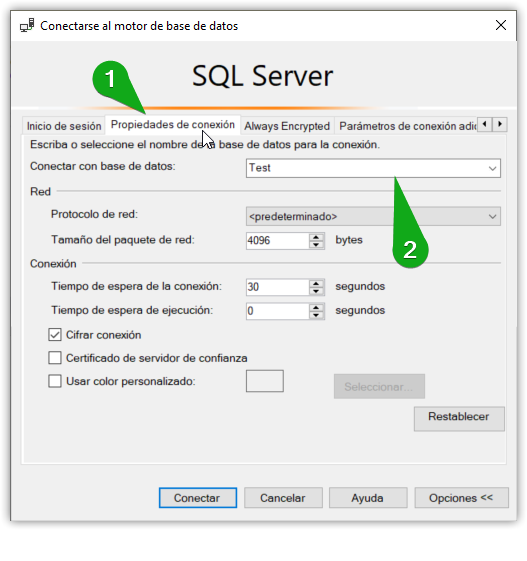 Conectarse al motor de base de datos
SQL Server
1
Inicio de sesión Propiedades de conexión Always Encrypted Parámetros de conexión adic
Escriba o seleccione el nombre de base de datos para la conexión.
Conectar con base de datos: Test
Red
Protocolo de red: <predeterminado>
Tamaño del paquete de red: 4096 bytes
2
Conexión
Tiempo de espera de la conexión: 30 segundos
Tiempo de espera de ejecución: 0 segundos
Cifrar conexión
Certificado de servidor de confianza
Usar color personalizado: Seleccionar...
Restablecer
Conectar Cancelar Ayuda Opciones <<